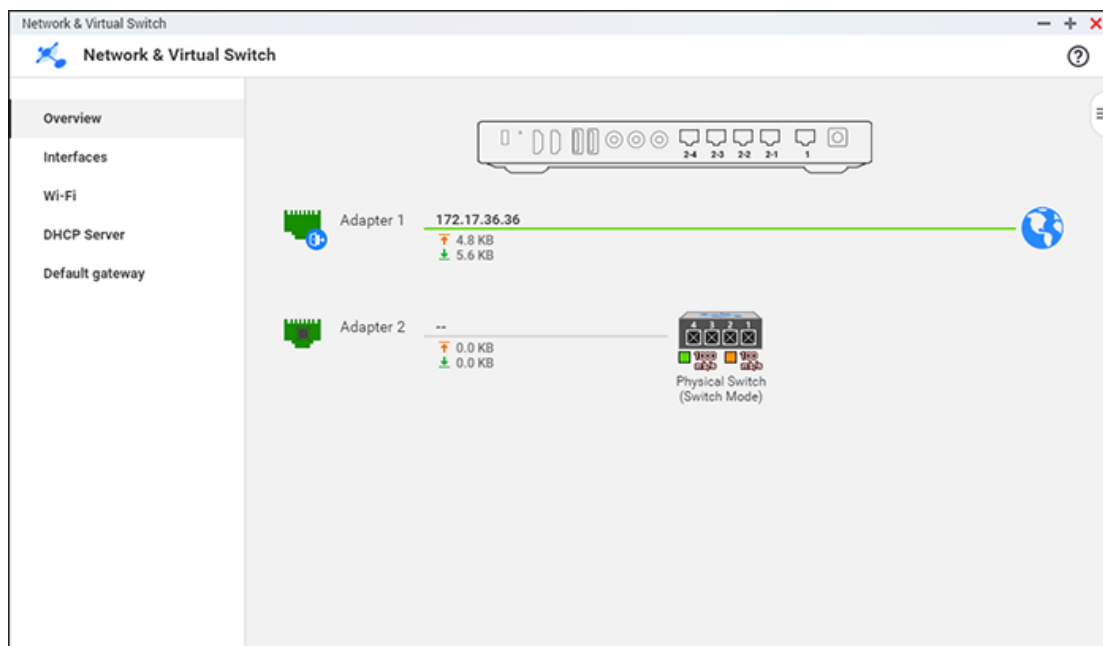 Network & Virtual Switch
Network & Virtual Switch
Overview
Interfaces
Wi-Fi
DHCP Server
Default gateway
2-4 2-3 2-2 2-1 1
Adapter 1 172.17.36.36
4.8 KB
5.6 KB
Adapter 2 --
0.0 KB
0.0 KB
4 3 2 1
1000 100
Physical Switch
(Switch Mode)